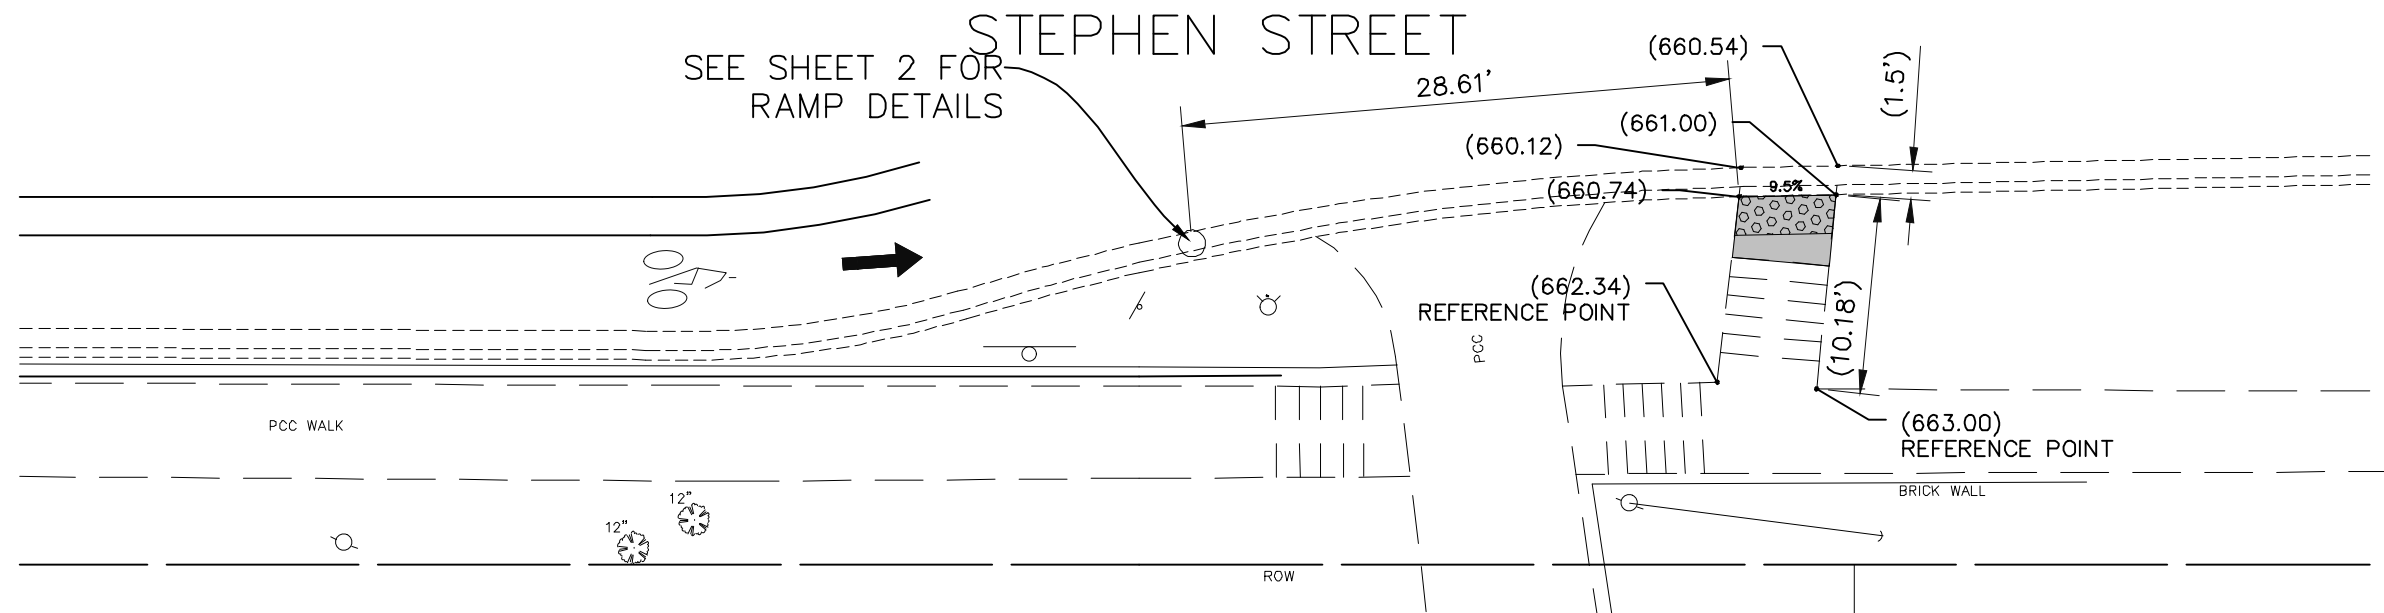 STEPHEN STREET
SEE SHEET 2 FOR
RAMP DETAILS
28.61'
(660.54)
(1.5')
(661.00)
(660.12)
(660.74)
9.5%
(662.34)
REFERENCE POINT
PCC
(10.18')
(663.00)
REFERENCE POINT
PCC WALK
12"
12"
BRICK WALL
ROW